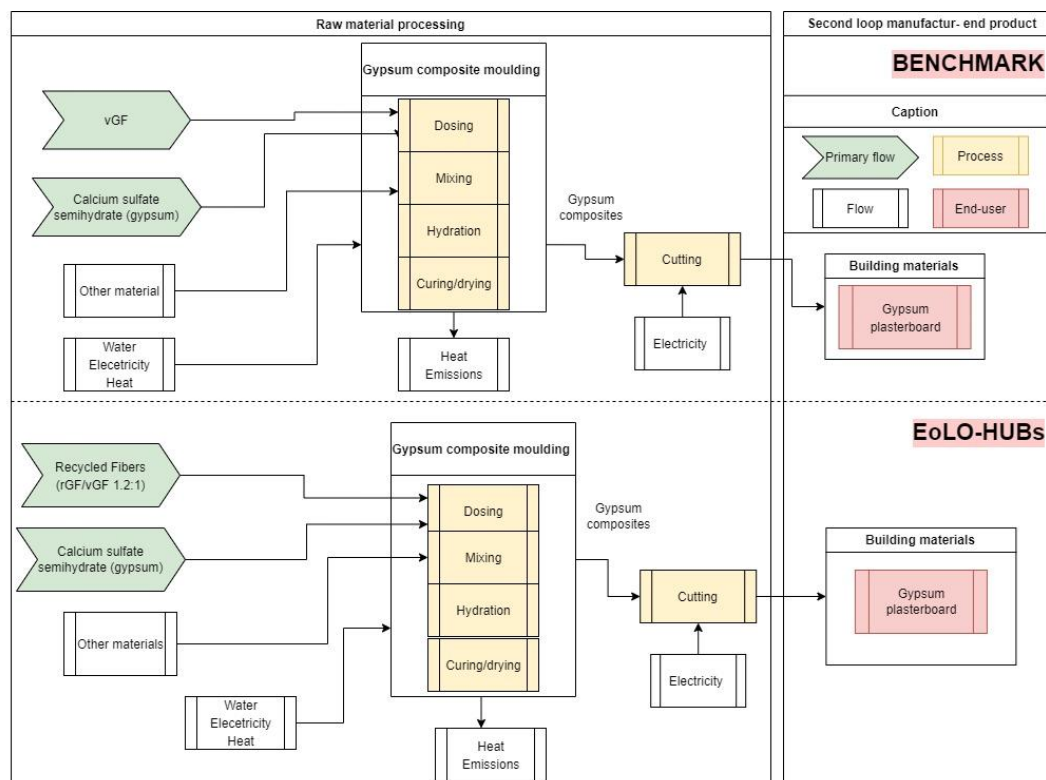 Raw material processing
Second loop manufactur- end product
BENCHMARK
Gypsum composite moulding
vGF
Dosing
Calcium sulfate
semihydrate (gypsum)
Mixing
Hydration
Other material
Curing/drying
Water
Elecetricity
Heat
Heat
Emissions
Gypsum
composites
Cutting
Electricity
Caption
Primary flow
Process
Flow
End-user
Building materials
Gypsum
plasterboard
EoLO-HUBs
Gypsum composite moulding
Recycled Fibers
(rGF/vGF 1.2:1)
Dosing
Calcium sulfate
semihydrate (gypsum)
Mixing
Hydration
Other materials
Curing/drying
Water
Elecetricity
Heat
Heat
Emissions
Gypsum
composites
Cutting
Electricity
Building materials
Gypsum
plasterboard